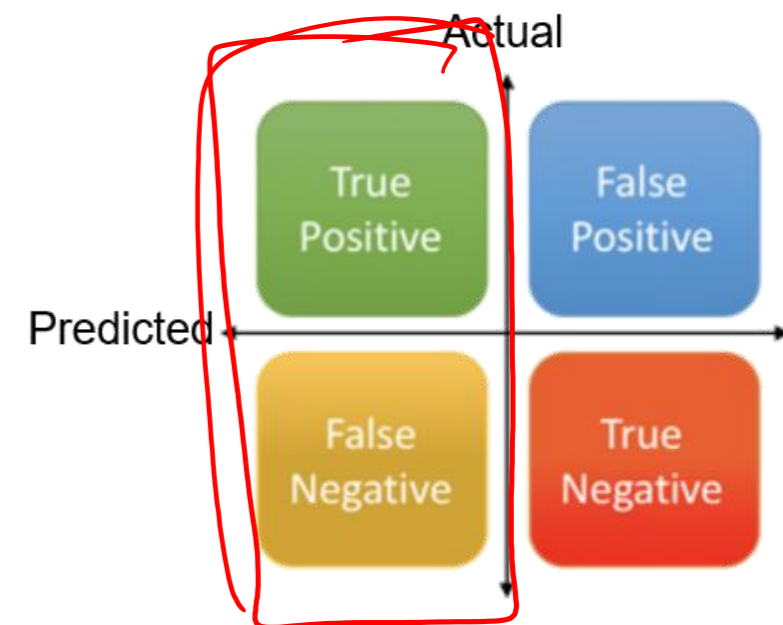 Actual
True
Positive
False
Positive
Predicted
False
Negative
True
Negative